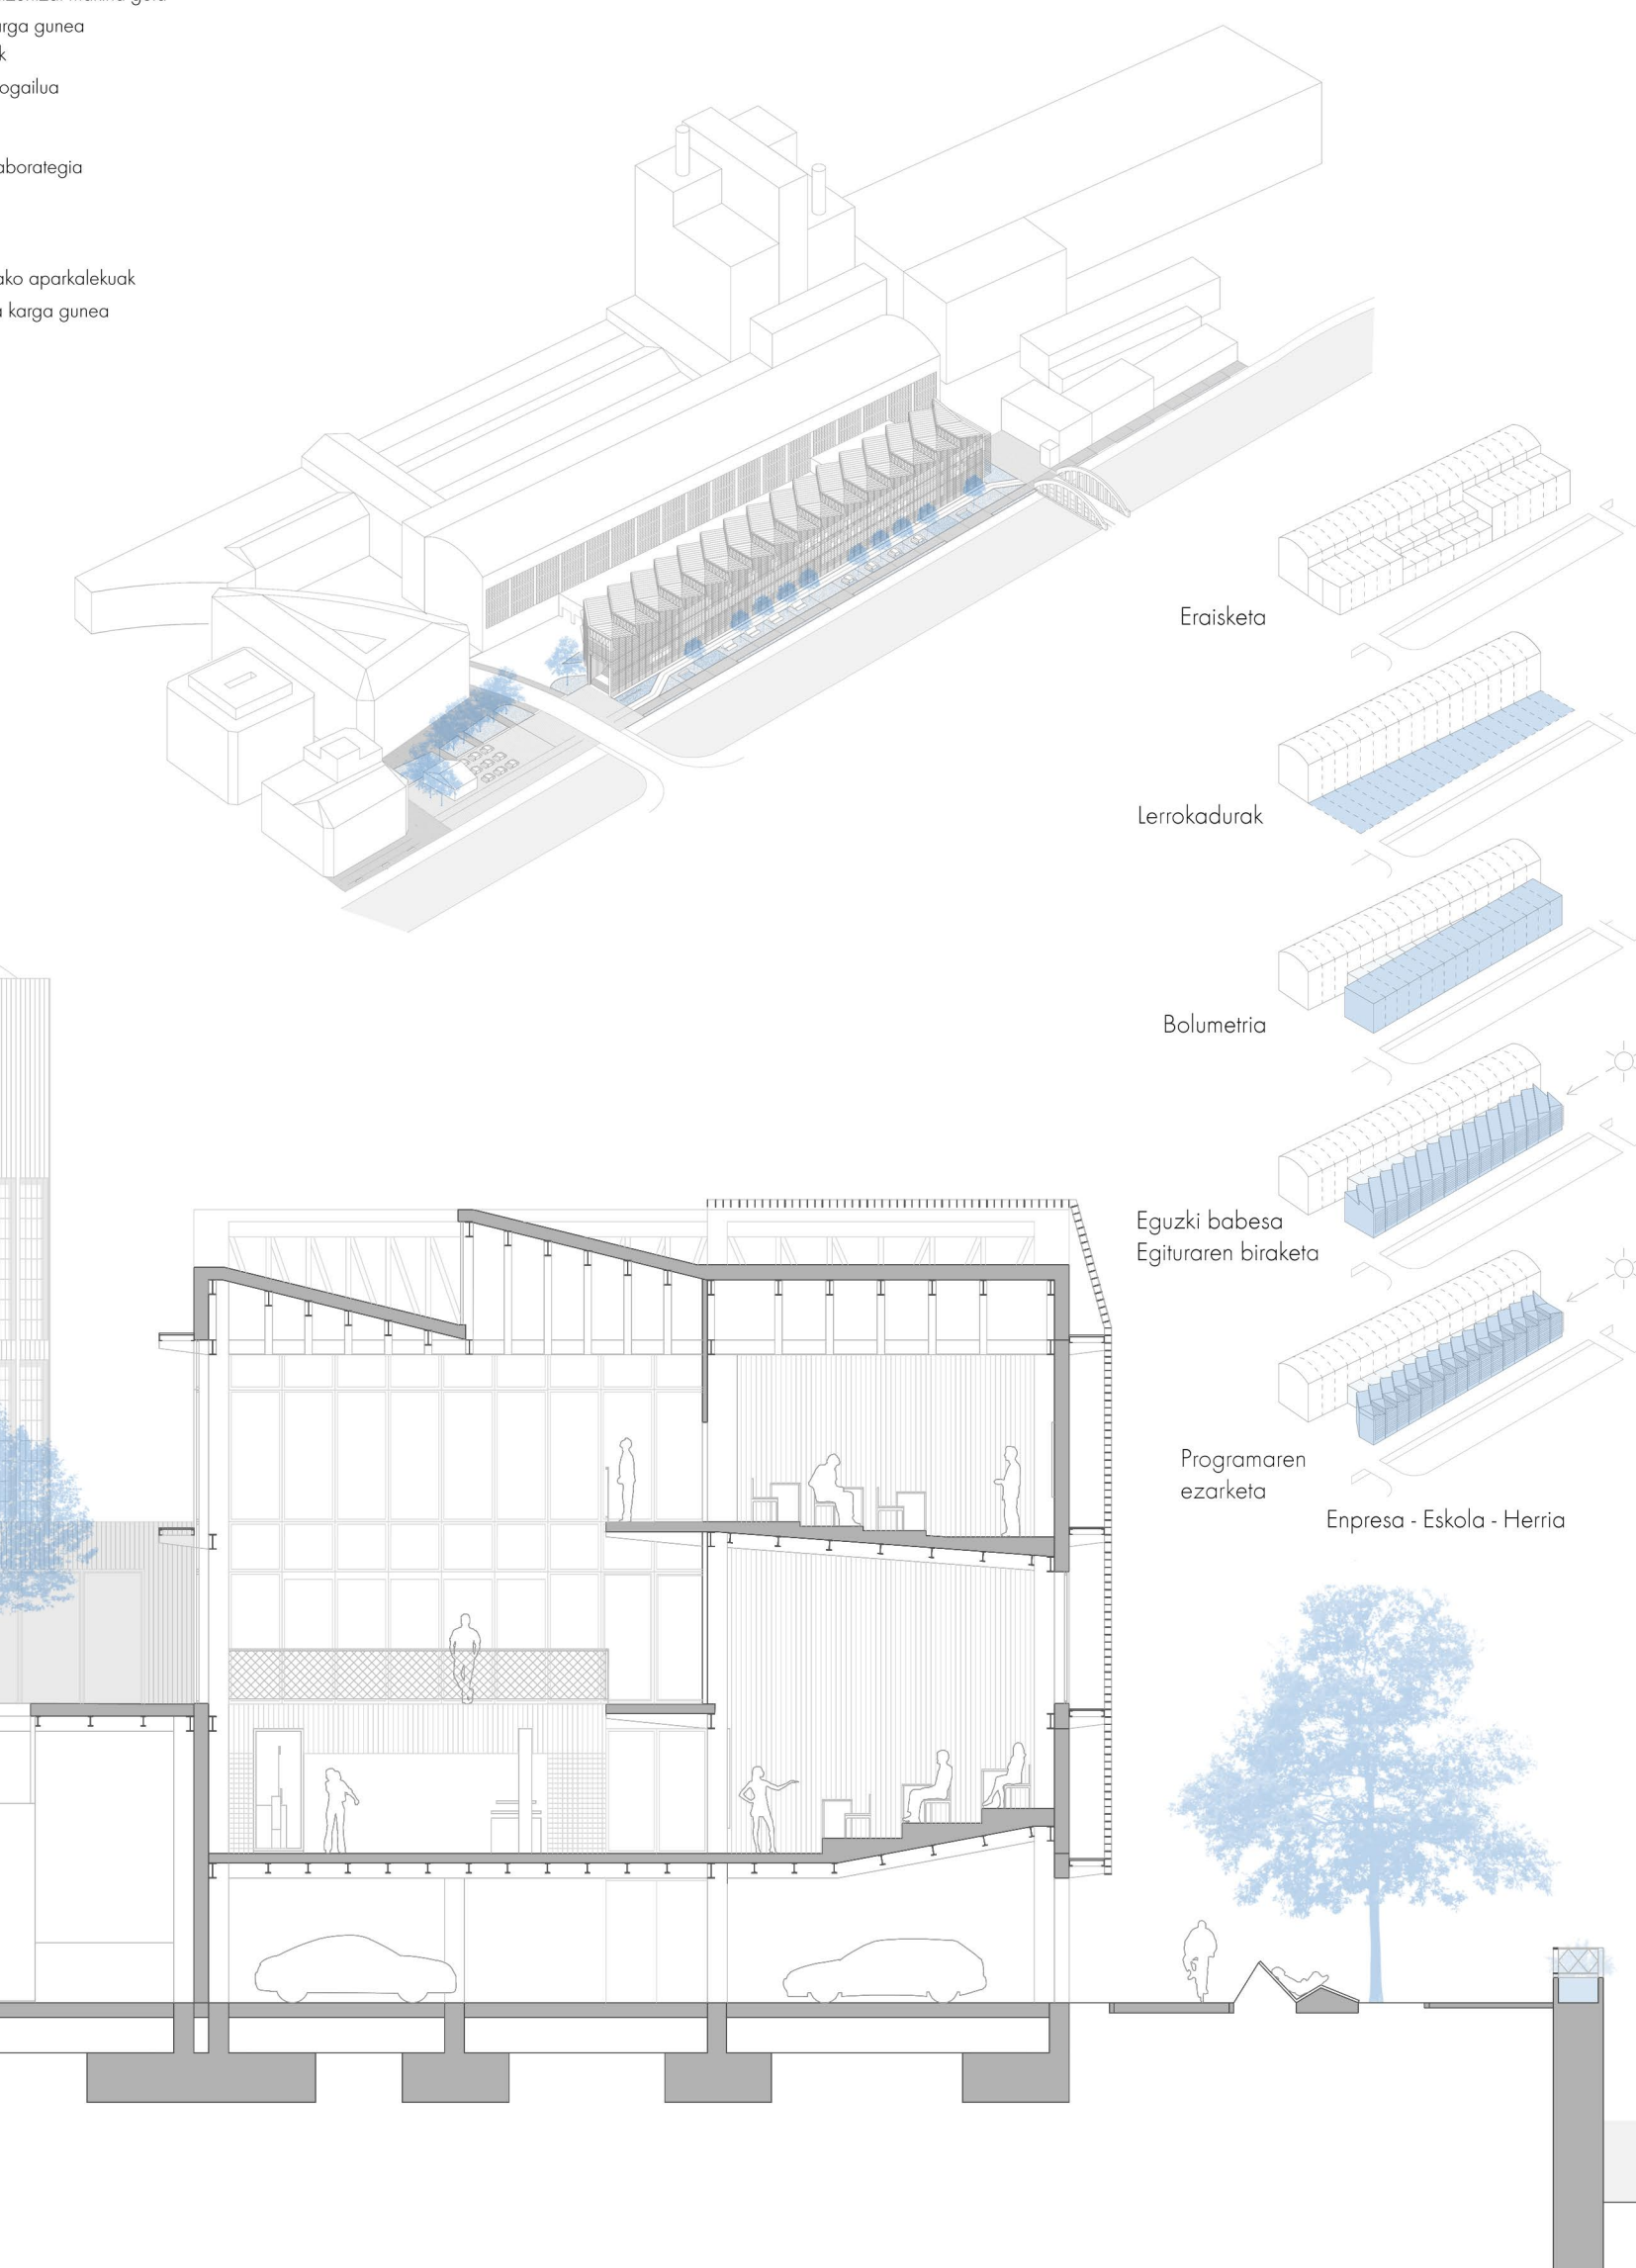 arga gunea
k
ogailua
aborategia
ako aparkalekuak
a karga gunea
Eraisketa
Lerrokadurak
Bolumetria
Eguzki babesa
Egituraren biraketa
Programaren
ezarketa
Enpresa - Eskola - Herria